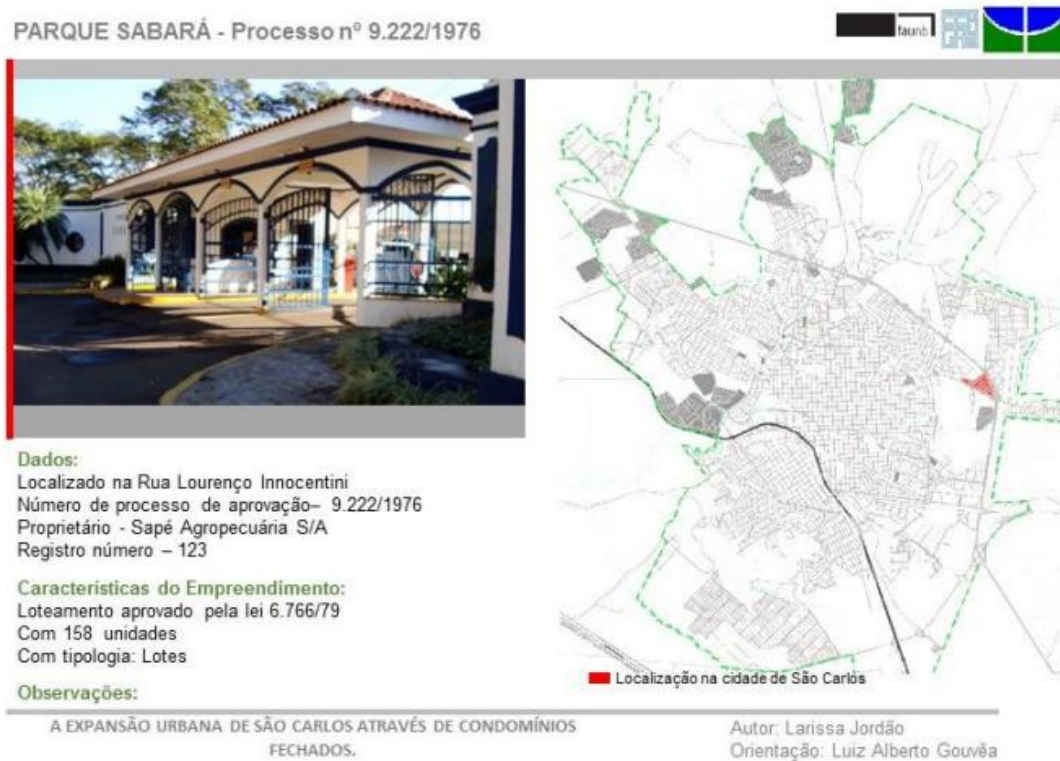 PARQUE SABARÁ - Processo nº 9.222/1976
faunb
Dados:
Localizado na Rua Lourenço Innocentini
Número de processo de aprovação– 9.222/1976
Proprietário - Sapé Agropecuária S/A
Registro número – 123
Características do Empreendimento:
Loteamento aprovado pela lei 6.766/79
Com 158 unidades
Com tipologia: Lotes
Observações:
Localização na cidade de São Carlos
A EXPANSÃO URBANA DE SÃO CARLOS ATRAVÉS DE CONDOMÍNIOS
FECHADOS.
Autor: Larissa Jordão
Orientação: Luiz Alberto Gouvêa